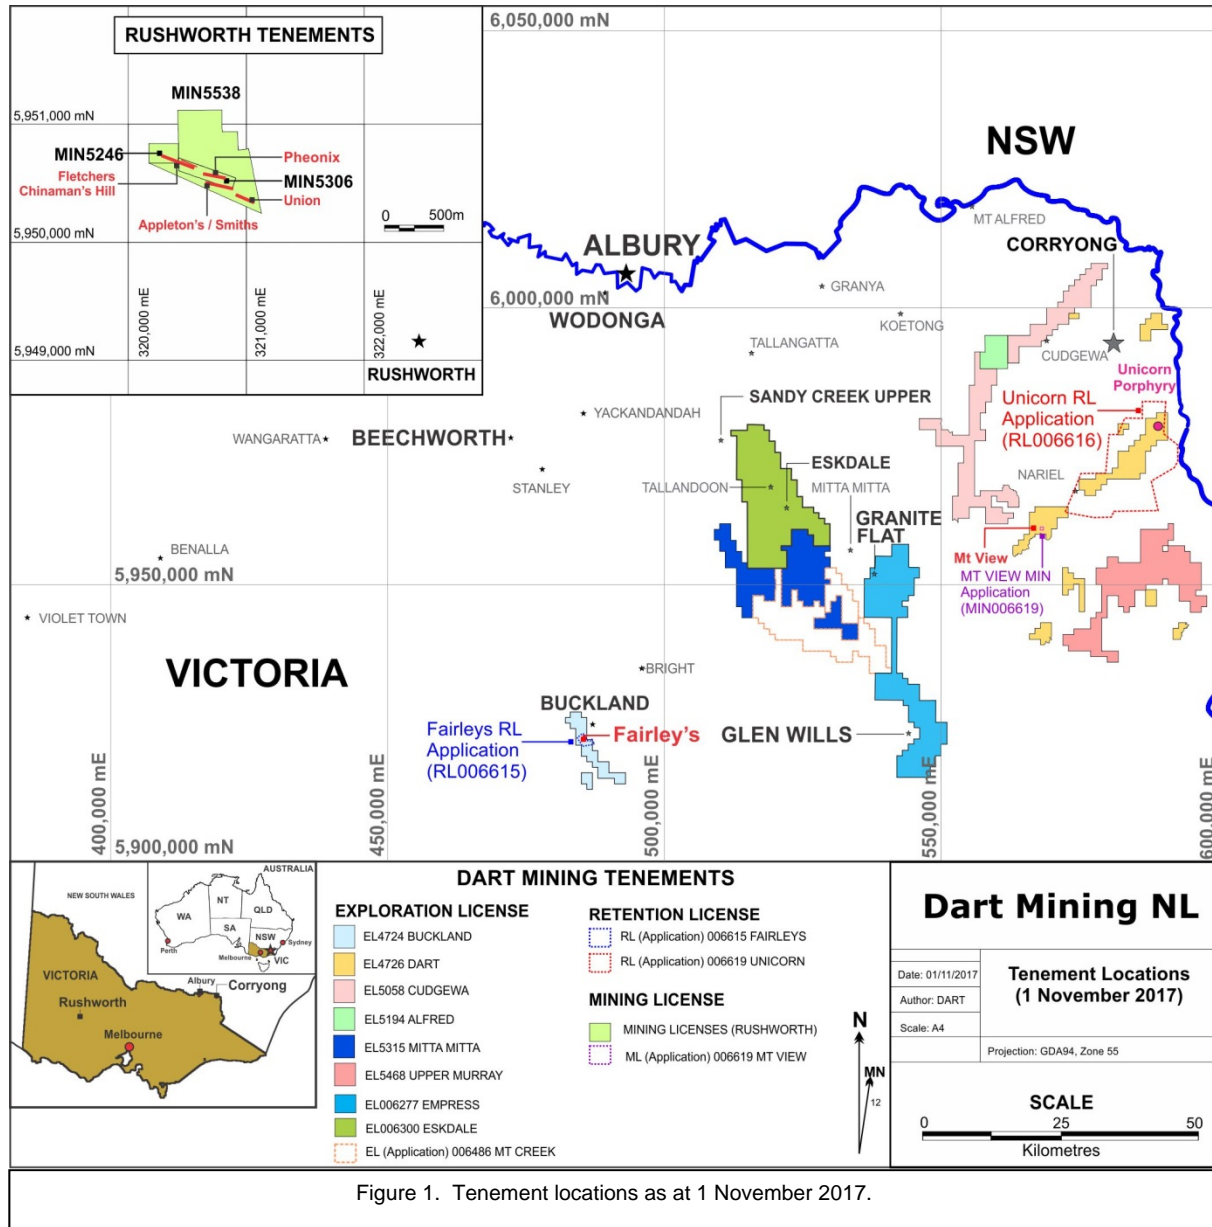 RUSHWORTH TENEMENTS
MIN5538
5,951,000 mN
MIN5246
Pheonix
Fletchers
Chinaman's Hill
MIN5306
Union
Appleton's / Smiths
0 500m
5,950,000 mN
320,000 mE
321,000 mE
322,000 mE
5,949,000 mN
RUSHWORTH
6,050,000 mN
NSW
MT ALFRED
CORRYONG
ALBURY
GRANYA
6,000,000 mN
WODONGA
KOETONG
TALLANGATTA
CUDGEWA
Unicorn
Porphyry
SANDY CREEK UPPER
Unicorn RL
Application
(RL006616)
YACKANDANDAH
WANGARATTA
BEECHWORTH
STANLEY
ESKDALE
TALLANDOON
MITTA MITTA
NARIEL
GRANITE
FLAT
BENALLA
5,950,000 mN
Mt View
MT VIEW MIN
Application
(MIN006619)
VIOLET TOWN
VICTORIA
BRIGHT
BUCKLAND
Fairleys RL
Application
(RL006615)
Fairley's
GLEN WILLS
400,000 mE
450,000 mE
500,000 mE
550,000 mE
600,000 mE
5,900,000 mN
NEW SOUTH WALES
AUSTRALIA
NT
WA
QLD
SA
NSW
Perth
Sydney
Melbourne
VIC
VICTORIA
Albury
Corryong
Rushworth
Melbourne
DART MINING TENEMENTS
EXPLORATION LICENSE
EL4724 BUCKLAND
EL4726 DART
EL5058 CUDGEWA
EL5194 ALFRED
EL5315 MITTA MITTA
EL5468 UPPER MURRAY
EL006277 EMPRESS
EL006300 ESKDALE
EL (Application) 006486 MT CREEK
RETENTION LICENSE
RL (Application) 006615 FAIRLEYS
RL (Application) 006619 UNICORN
MINING LICENSE
MINING LICENSES (RUSHWORTH)
ML (Application) 006619 MT VIEW
N
MN
12
Dart Mining NL
Date: 01/11/2017
Author: DART
Scale: A4
Tenement Locations
(1 November 2017)
Projection: GDA94, Zone 55
SCALE
0 25 50
Kilometres
Figure 1. Tenement locations as at 1 November 2017.